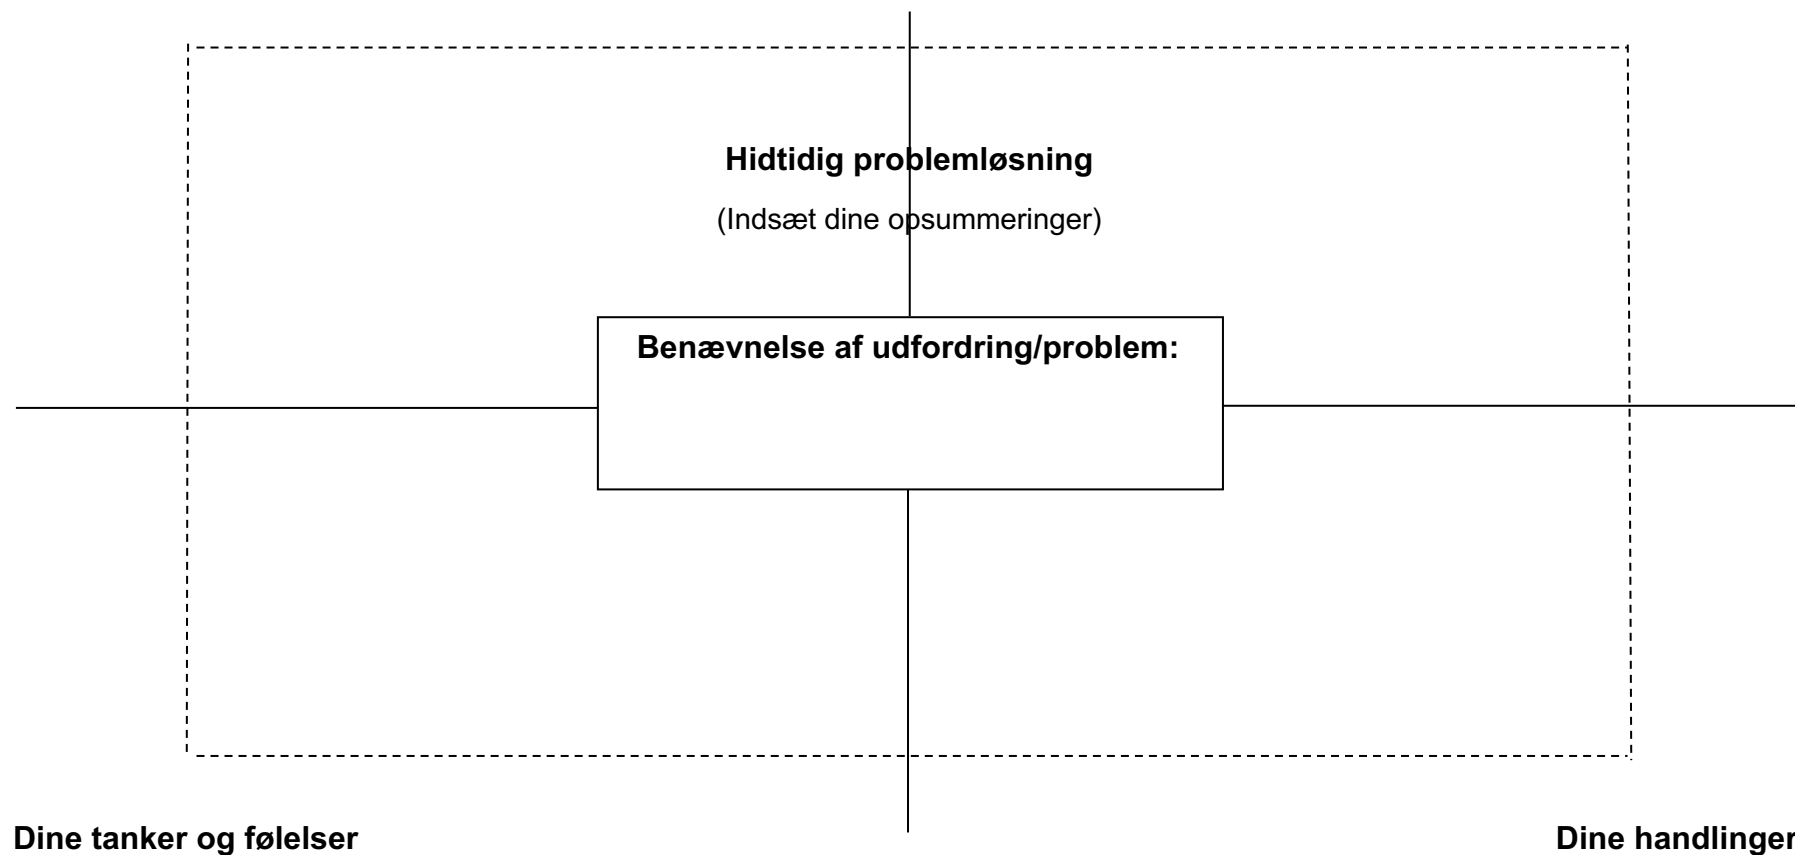 Hidtidig problemløsning
(Indsæt dine opsummeringer)
Benævnelse af udfordring/problem:
Dine tanker og følelser
Dine handlinger